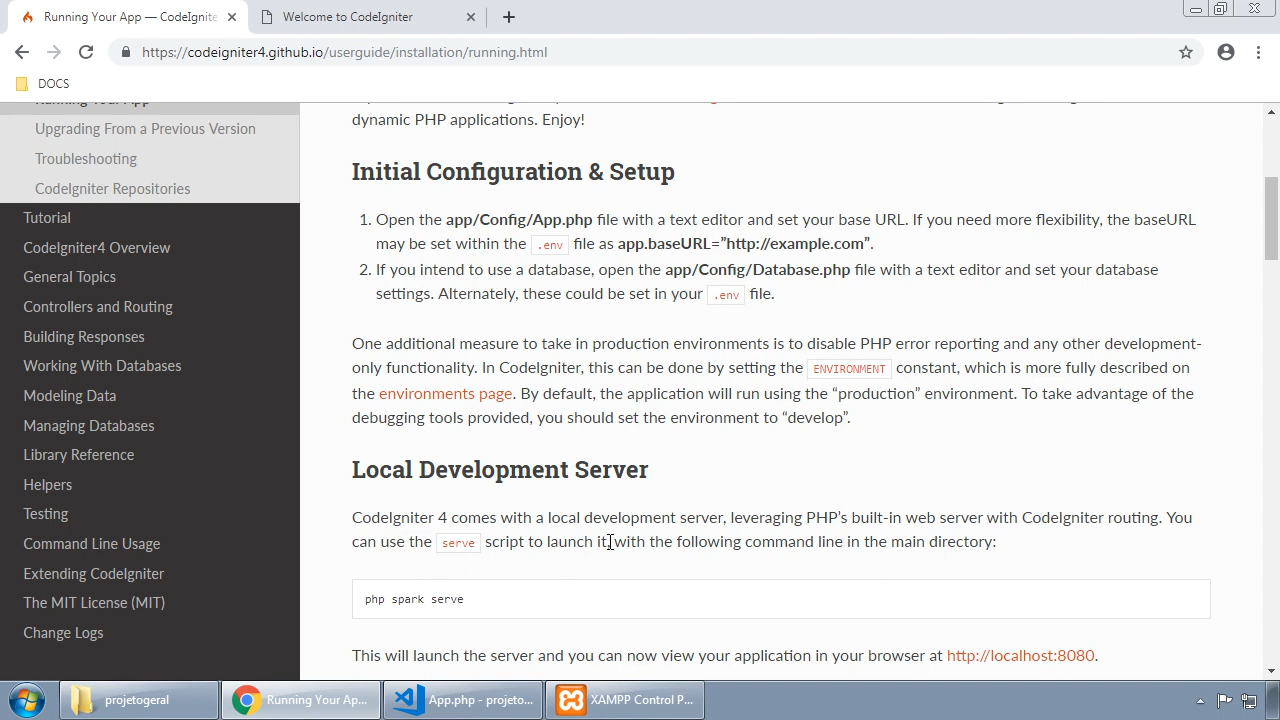 Running Your App — CodeIgnite
Welcome to CodeIgniter
https://codeigniter4.github.io/userguide/installation/running.html
DOCS
Running Your App
dynamic PHP applications. Enjoy!
Upgrading From a Previous Version
Troubleshooting
CodeIgniter Repositories
Tutorial
CodeIgniter4 Overview
General Topics
Controllers and Routing
Building Responses
Working With Databases
Modeling Data
Managing Databases
Library Reference
Helpers
Testing
Command Line Usage
Extending CodeIgniter
The MIT License (MIT)
Change Logs
Initial Configuration & Setup
1. Open the app/Config/App.php file with a text editor and set your base URL. If you need more flexibility, the baseURL
may be set within the .env file as app.baseURL=”http://example.com”.
2. If you intend to use a database, open the app/Config/Database.php file with a text editor and set your database
settings. Alternately, these could be set in your .env file.
One additional measure to take in production environments is to disable PHP error reporting and any other development-
only functionality. In CodeIgniter, this can be done by setting the ENVIRONMENT constant, which is more fully described on
the environments page. By default, the application will run using the “production” environment. To take advantage of the
debugging tools provided, you should set the environment to “develop”.
Local Development Server
CodeIgniter 4 comes with a local development server, leveraging PHP’s built-in web server with CodeIgniter routing. You
can use the serve script to launch it with the following command line in the main directory:
php spark serve
This will launch the server and you can now view your application in your browser at http://localhost:8080.
projetogeral
Running Your Ap...
App.php - projeto...
XAMPP Control P...